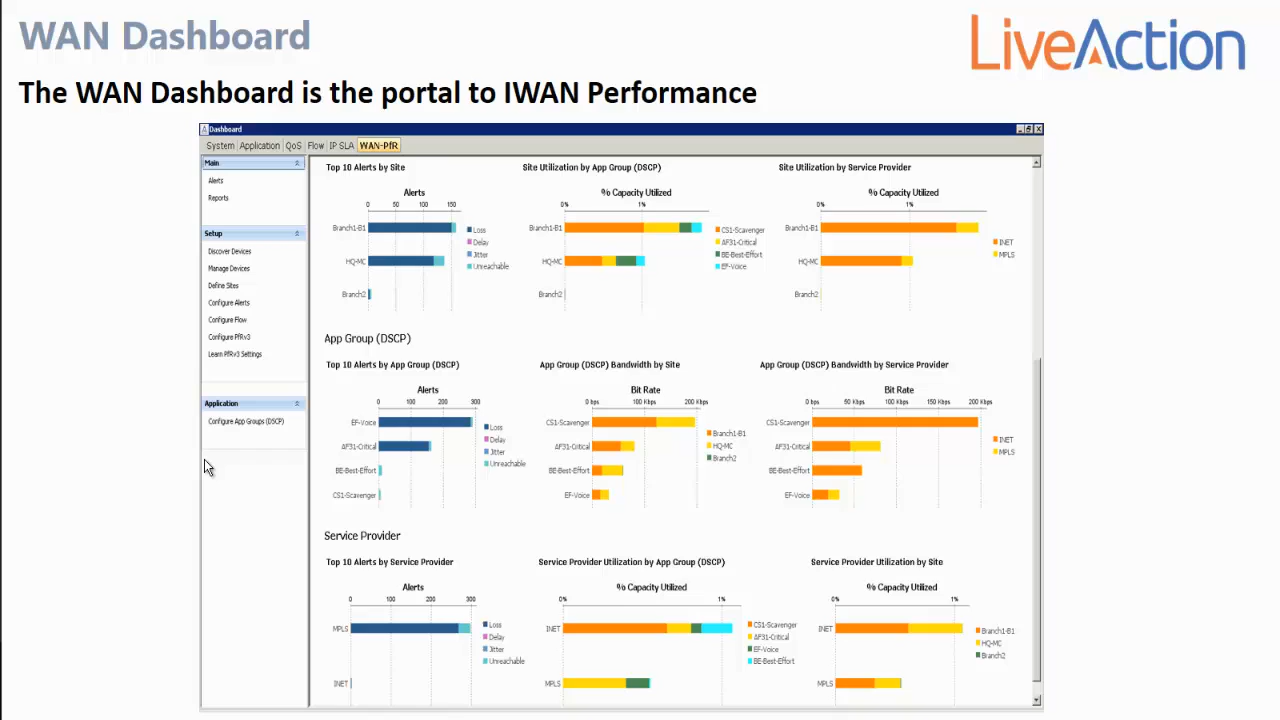 WAN Dashboard
LiveAction
The WAN Dashboard is the portal to IWAN Performance
Dashboard
System Application QoS Flow IP SLA WAN-PfR
Main
Alerts
Reports
Setup
Discover Devices
Manage Devices
Define Sites
Configure Alerts
Configure Flow
Configure PfRv3
Learn PfRv3 Settings
Application
Configure App Groups (DSCP)
Top 10 Alerts by Site
Alerts
0 50 100 150
Branch1-B1
HQ-MC
Branch2
Loss
Delay
Jitter
Unreachable
Site Utilization by App Group (DSCP)
% Capacity Utilized
0% 1%
Branch1-B1
HQ-MC
Branch2
CS1-Scavenger
AF31-Critical
BE-Best-Effort
EF-Voice
Site Utilization by Service Provider
% Capacity Utilized
0% 1%
Branch1-B1
HQ-MC
Branch2
INET
MPLS
App Group (DSCP)
Top 10 Alerts by App Group (DSCP)
Alerts
0 100 200 300
EF-Voice
AF31-Critical
BE-Best-Effort
CS1-Scavenger
Loss
Delay
Jitter
Unreachable
App Group (DSCP) Bandwidth by Site
Bit Rate
0 bps 100 Kbps 200 Kbps
CS1-Scavenger
AF31-Critical
BE-Best-Effort
EF-Voice
Branch1-B1
HQ-MC
Branch2
App Group (DSCP) Bandwidth by Service Provider
Bit Rate
0 bps 50 Kbps 100 Kbps 150 Kbps 200 Kbps
CS1-Scavenger
AF31-Critical
BE-Best-Effort
EF-Voice
INET
MPLS
Service Provider
Top 10 Alerts by Service Provider
Alerts
0 100 200 300
MPLS
INET
Loss
Delay
Jitter
Unreachable
Service Provider Utilization by App Group (DSCP)
% Capacity Utilized
0% 1%
INET
MPLS
CS1-Scavenger
AF31-Critical
EF-Voice
BE-Best-Effort
Service Provider Utilization by Site
% Capacity Utilized
0% 1%
INET
MPLS
Branch1-B1
HQ-MC
Branch2